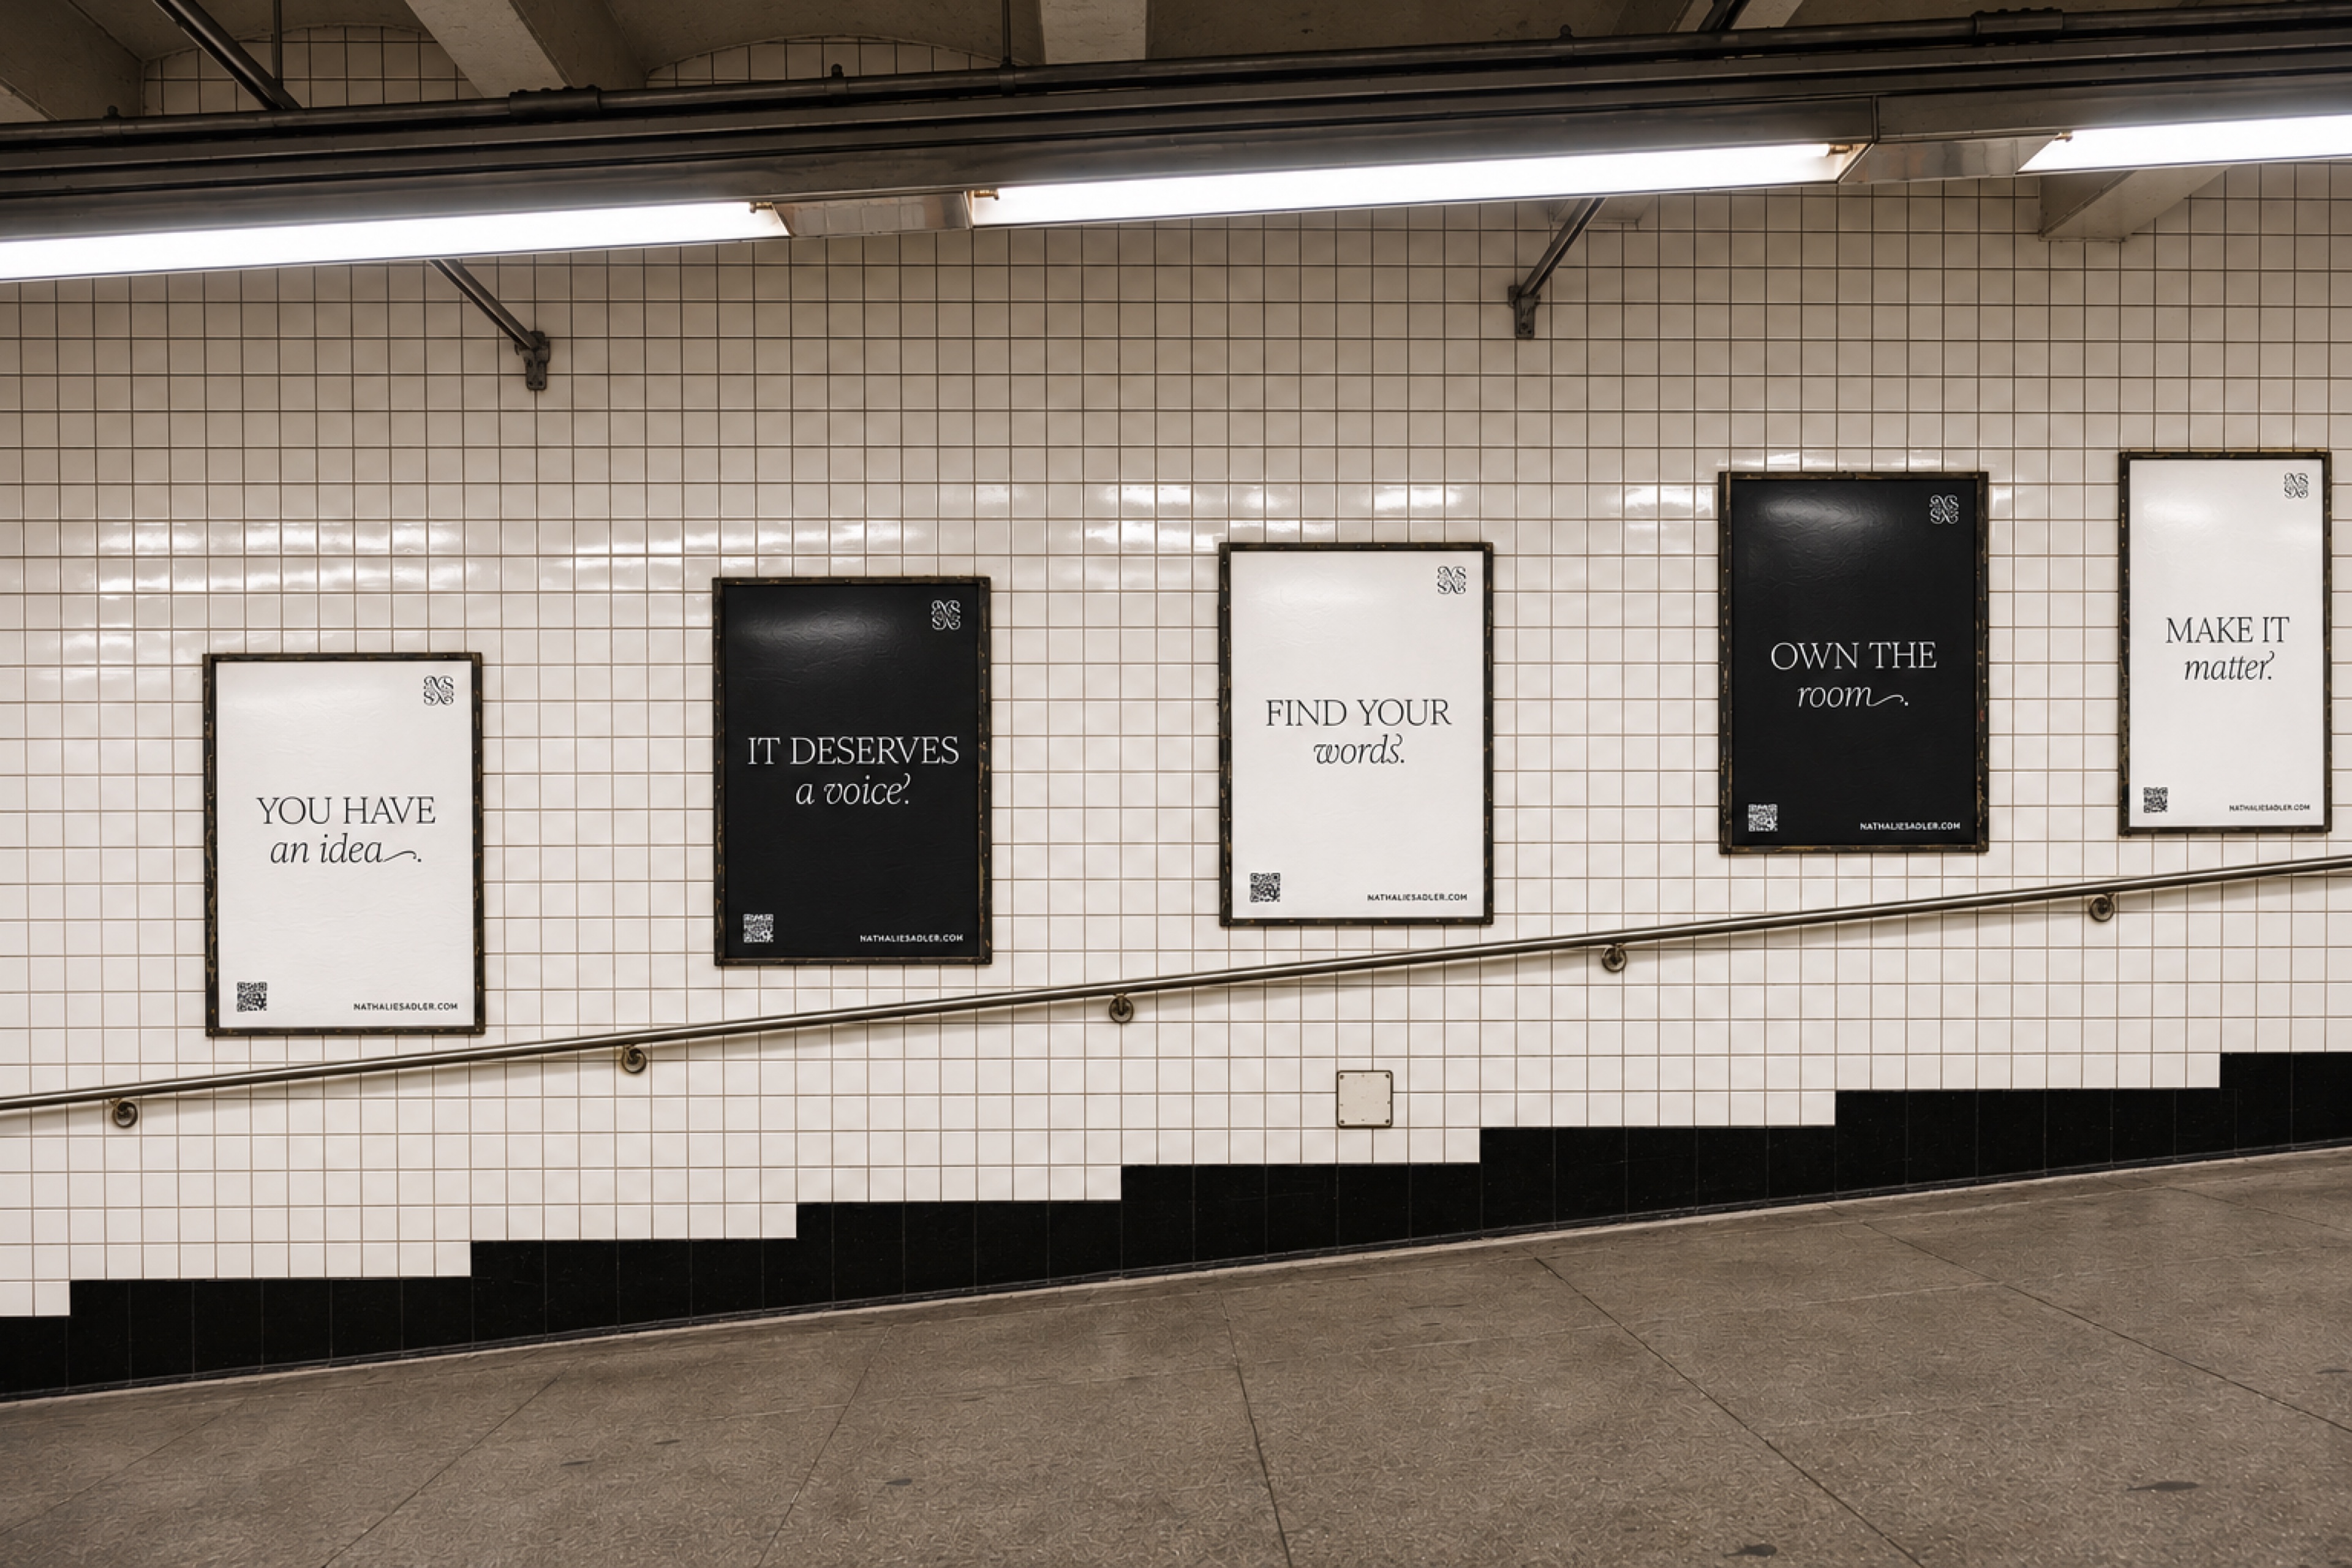 YOU HAVE
an idea.
NATHALIESADLER.COM
IT DESERVES
a voice.
NATHALIESADLER.COM
FIND YOUR
words.
NATHALIESADLER.COM
OWN THE
room.
NATHALIESADLER.COM
MAKE IT
matter.
NATHALIESADLER.COM